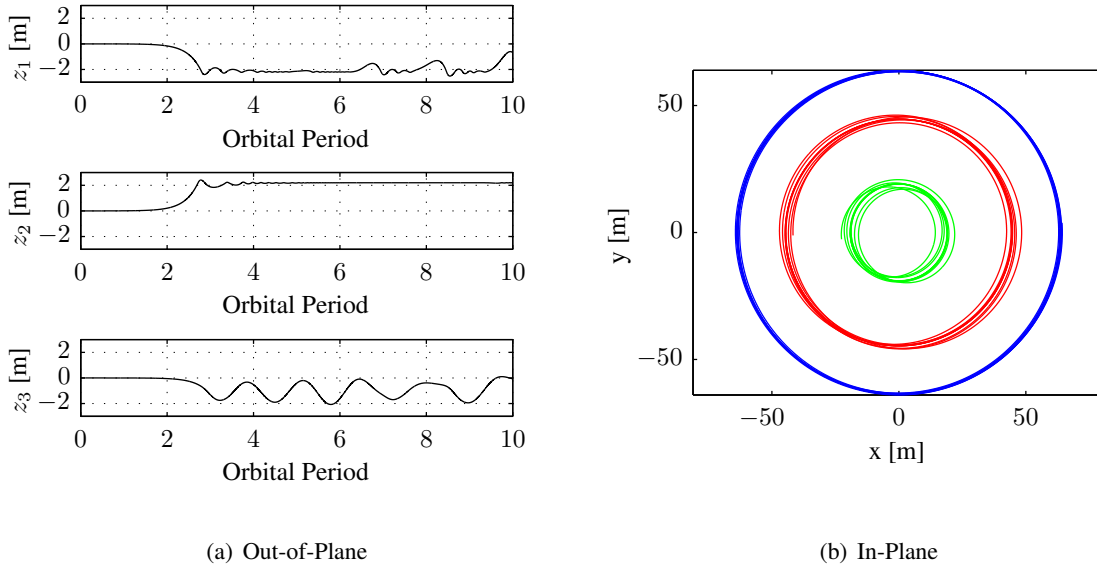 2
0
−2
z1 [m]
0 2 4 6 8 10
Orbital Period
2
0
−2
z2 [m]
0 2 4 6 8 10
Orbital Period
2
0
−2
z3 [m]
0 2 4 6 8 10
Orbital Period
(a) Out-of-Plane
50
0
−50
y [m]
−50 0 50
x [m]
(b) In-Plane